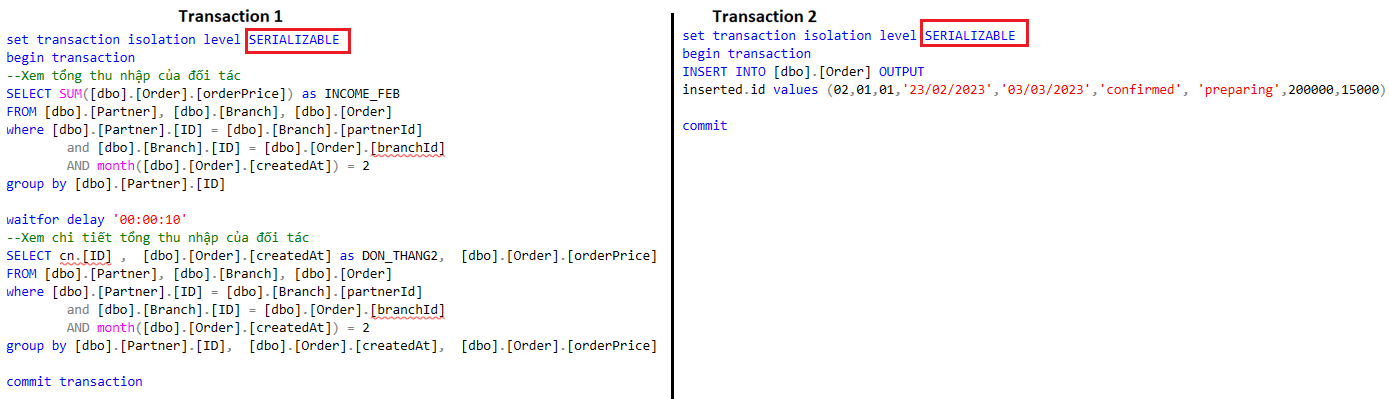 Transaction 1
set transaction isolation level SERIALIZABLE
begin transaction
--Xem tổng thu nhập của đối tác
SELECT SUM([dbo].[Order].[orderPrice]) as INCOME_FEB
FROM [dbo].[Partner], [dbo].[Branch], [dbo].[Order]
where [dbo].[Partner].[ID] = [dbo].[Branch].[partnerId]
and [dbo].[Branch].[ID] = [dbo].[Order].[branchId]
AND month([dbo].[Order].[createdAt]) = 2
group by [dbo].[Partner].[ID]
waitfor delay '00:00:10'
--Xem chi tiết tổng thu nhập của đối tác
SELECT cn.[ID] , [dbo].[Order].[createdAt] as DON_THANG2, [dbo].[Order].[orderPrice]
FROM [dbo].[Partner], [dbo].[Branch], [dbo].[Order]
where [dbo].[Partner].[ID] = [dbo].[Branch].[partnerId]
and [dbo].[Branch].[ID] = [dbo].[Order].[branchId]
AND month([dbo].[Order].[createdAt]) = 2
group by [dbo].[Partner].[ID], [dbo].[Order].[createdAt], [dbo].[Order].[orderPrice]
commit transaction
Transaction 2
set transaction isolation level SERIALIZABLE
begin transaction
INSERT INTO [dbo].[Order] OUTPUT
inserted.id values (02,01,01,'23/02/2023','03/03/2023','confirmed', 'preparing',200000,15000)
commit